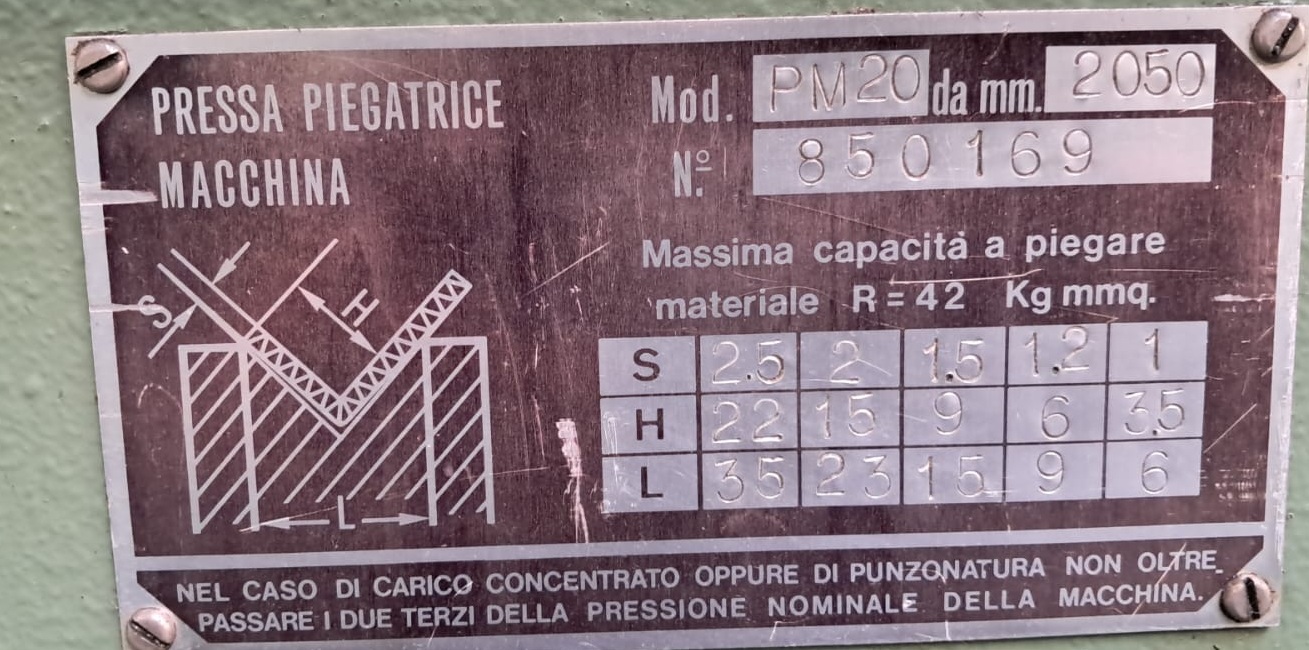 PRESSA PIEGATRICE
MACCHINA
Mod. PM20 da mm. 2050
N.º 850169
S
H
L
Massima capacitá a piegare
materiale R = 42 Kg mmq.
S 2.5 2 1.5 1.2 1
H 22 15 9 6 3.5
L 35 23 15 9 6
NEL CASO DI CARICO CONCENTRATO OPPURE DI PUNZONATURA NON OLTRE_
PASSARE I DUE TERZI DELLA PRESSIONE NOMINALE DELLA MACCHINA.